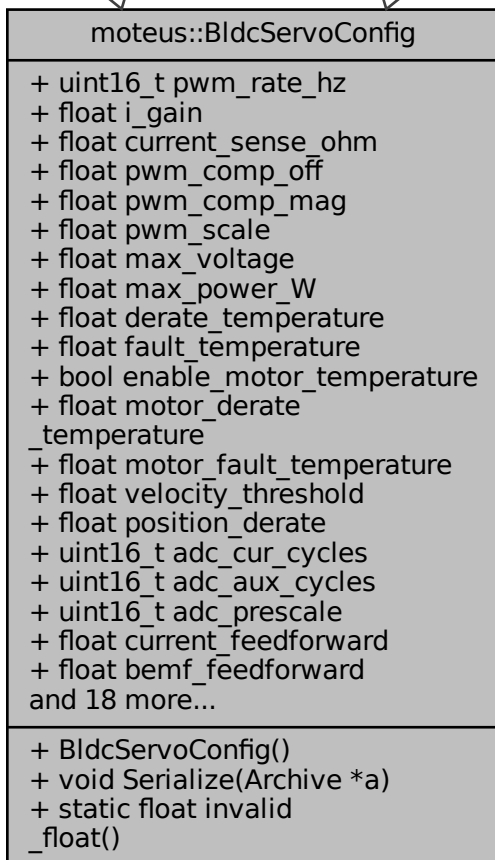 moteus::BldcServoConfig
+ uint16_t pwm_rate_hz
+ float i_gain
+ float current_sense_ohm
+ float pwm_comp_off
+ float pwm_comp_mag
+ float pwm_scale
+ float max_voltage
+ float max_power_W
+ float derate_temperature
+ float fault_temperature
+ bool enable_motor_temperature
+ float motor_derate
_temperature
+ float motor_fault_temperature
+ float velocity_threshold
+ float position_derate
+ uint16_t adc_cur_cycles
+ uint16_t adc_aux_cycles
+ uint16_t adc_prescale
+ float current_feedforward
+ float bemf_feedforward
and 18 more...
+ BldcServoConfig()
+ void Serialize(Archive *a)
+ static float invalid
_float()